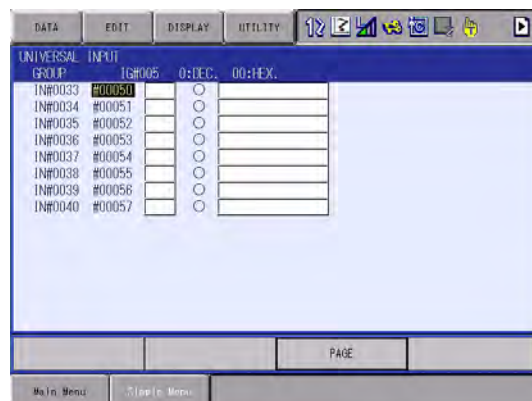 DATA EDIT DISPLAY UTILITY
UNIVERSAL INPUT
GROUP IG#005 0:DEC. 00:HEX.
IN#0033 #00050
IN#0034 #00051
IN#0035 #00052
IN#0036 #00053
IN#0037 #00054
IN#0038 #00055
IN#0039 #00056
IN#0040 #00057
PAGE
Main Menu Simple Menu